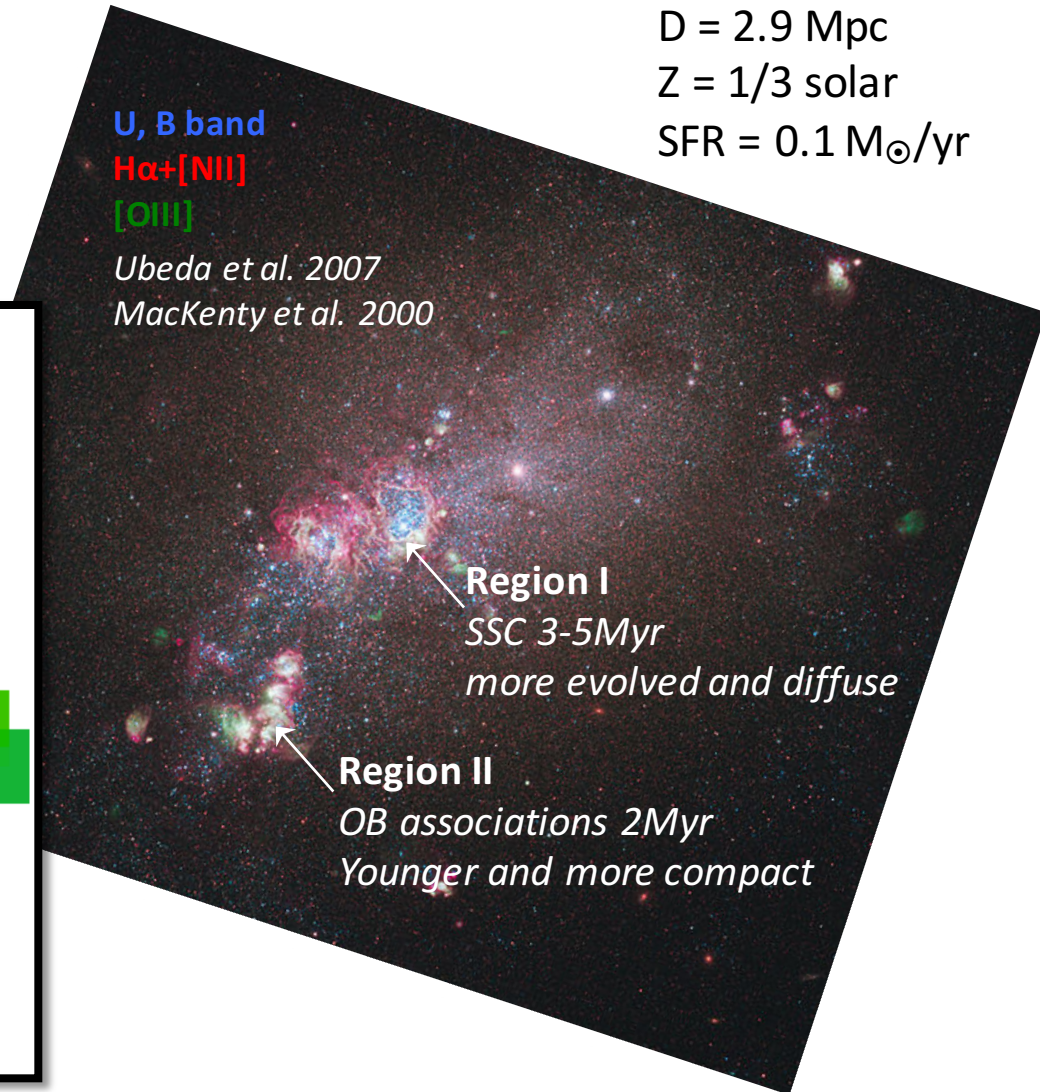 D = 2.9 Mpc
Z = 1/3 solar
SFR = 0.1 M☉/yr
U, B band
Hα+[NII]
[OIII]
Ubeda et al. 2007
MacKenty et al. 2000
Region I
SSC 3-5Myr
more evolved and diffuse
Region II
OB associations 2Myr
Younger and more compact